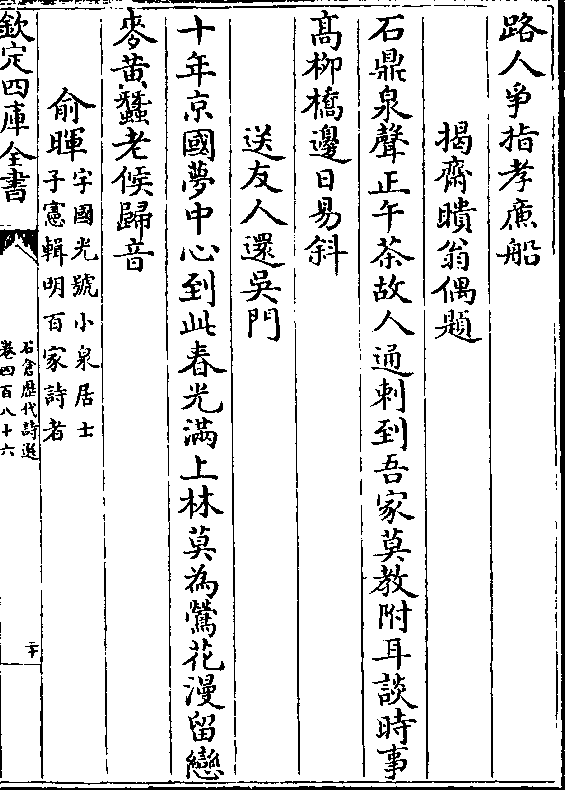 路人爭指孝廉船
揭齋瞶翁偶題
石鼎泉聲正午茶故人通刺到吾家莫教附耳談時事
高柳橋邊日易斜
送友人還吳門
十年京國夢中心到此春光滿上林莫為鶯花漫留戀
麥黃蠶老候歸音
俞暉字國光號小泉居士
子憲輯明百家詩者
欽定四庫全書
石倉歷代詩選
卷四百八十六
二十